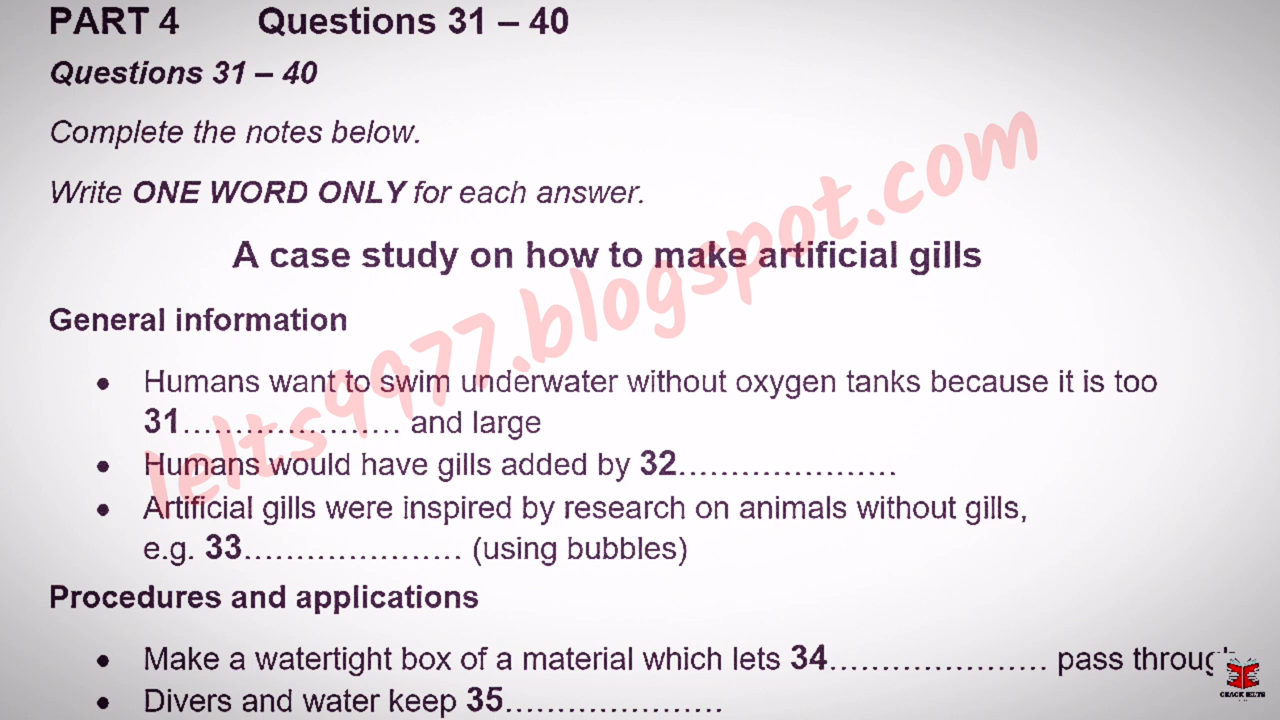 PART 4 Questions 31 – 40
Questions 31 – 40
Complete the notes below.
Write ONE WORD ONLY for each answer.
A case study on how to make artificial gills
General information
• Humans want to swim underwater without oxygen tanks because it is too
31..................... and large
• Humans would have gills added by 32.....................
• Artificial gills were inspired by research on animals without gills,
e.g. 33..................... (using bubbles)
Procedures and applications
• Make a watertight box of a material which lets 34..................... pass through
• Divers and water keep 35.....................
Ielts9977.blogspot.com
CRACK IELTS